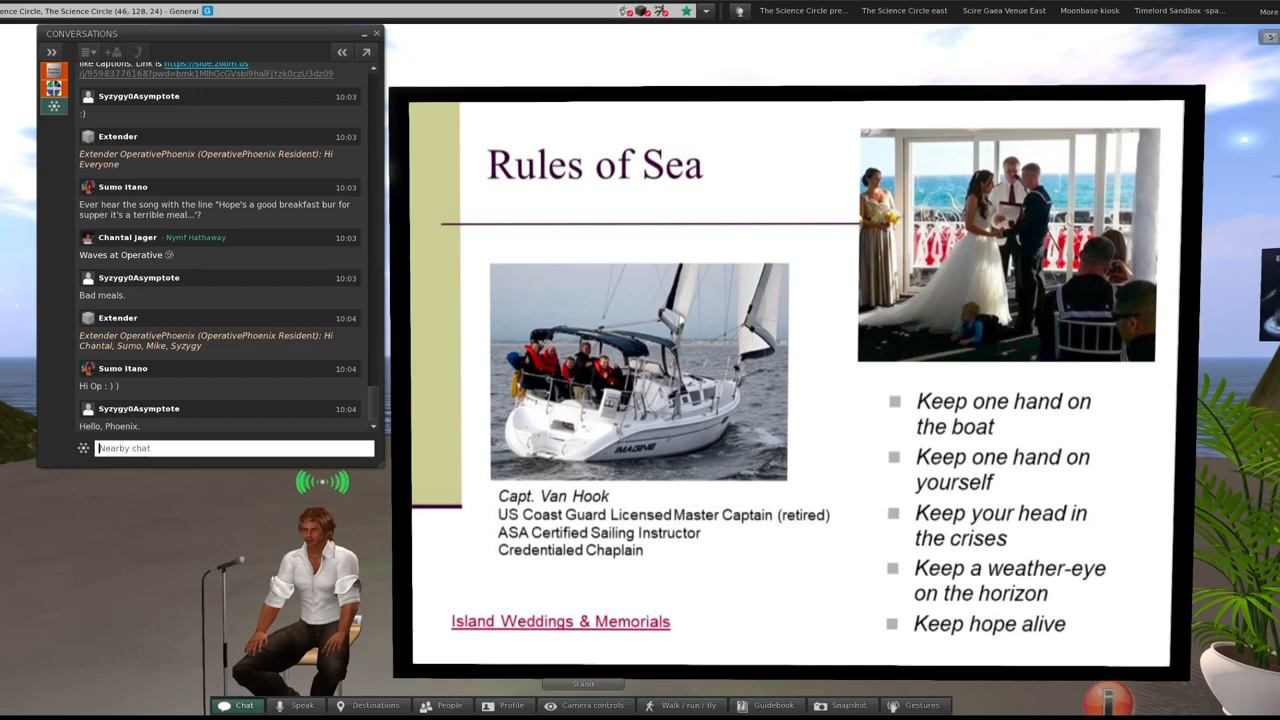 ence Circle, The Science Circle (46, 128, 24) - General
The Science Circle pre...
The Science Circle east
Scire Gaea Venue East
Moonbase kiosk
Timelord Sandbox -spa...
More
CONVERSATIONS
like captions. Link is https://slue.zoom.us
Syzygy0Asymptote 10:03
:)
Extender 10:03
Extender OperativePhoenix (OperativePhoenix Resident): Hi
Everyone
Sumo Itano 10:03
Ever hear the song with the line "Hope's a good breakfast bur for
supper it's a terrible meal...'?
Chantal Jager - Nymf Hathaway 10:03
Waves at Operative
Syzygy0Asymptote 10:03
Bad meals.
Extender 10:04
Extender OperativePhoenix (OperativePhoenix Resident): Hi
Chantal, Sumo, Mike, Syzygy
Sumo Itano 10:04
Hi Op : ) )
Syzygy0Asymptote 10:04
Hello, Phoenix.
Nearby chat
Rules of Sea
IMAGINE
Capt. Van Hook
US Coast Guard Licensed Master Captain (retired)
ASA Certified Sailing Instructor
Credentialed Chaplain
Island Weddings & Memorials
Keep one hand on
the boat
Keep one hand on
yourself
Keep your head in
the crises
Keep a weather-eye
on the horizon
Keep hope alive
Stand
Chat
Speak
Destinations
People
Profile
Camera controls
Walk / run / fly
Map
Guidebook
Snapshot
Gestures